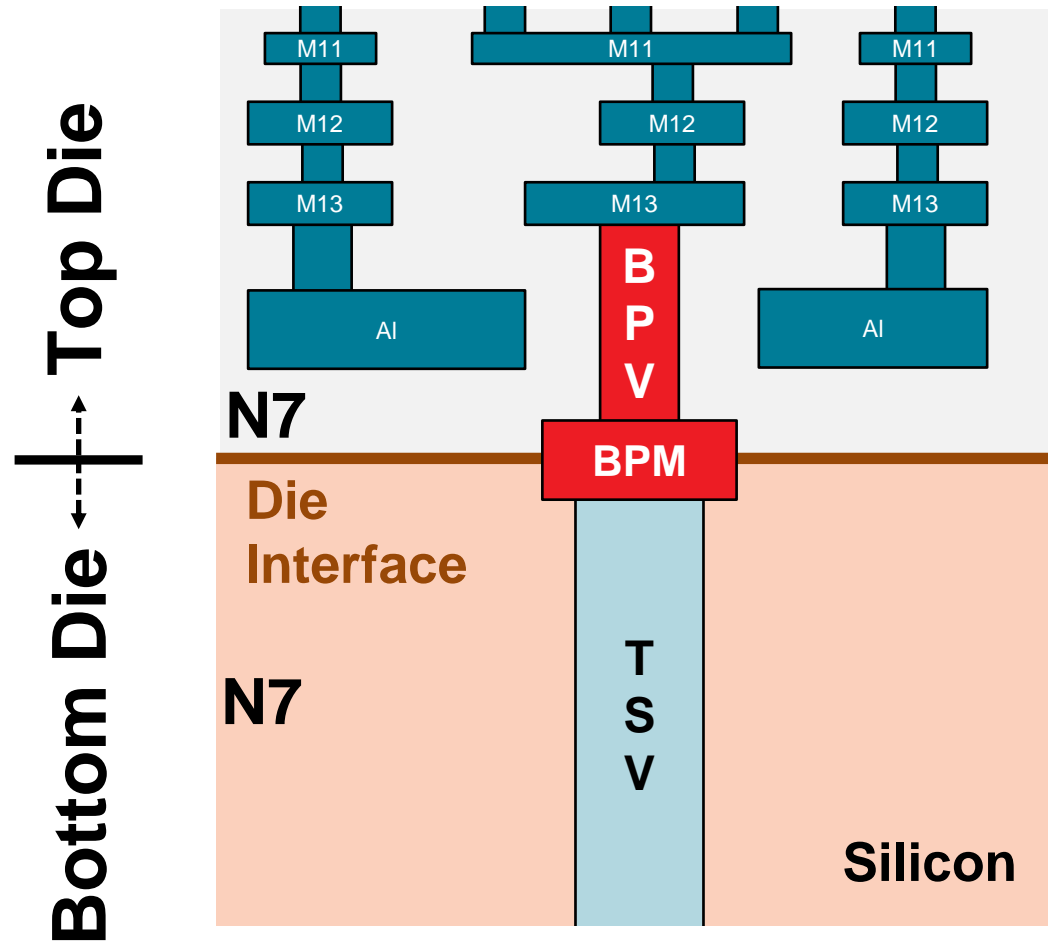 Top Die
Bottom Die
M11
M11
M11
M12
M12
M12
M13
M13
M13
Al
Al
B
P
V
N7
BPM
Die
Interface
N7
T
S
V
Silicon